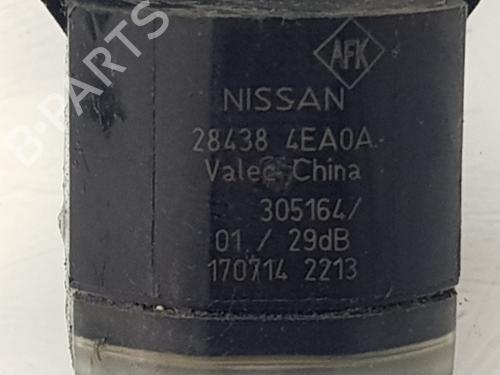 B-PARTS
AFK
NISSAN
28438 4EA0A
Valeo China
305164/
01 / 29dB
170714 2213